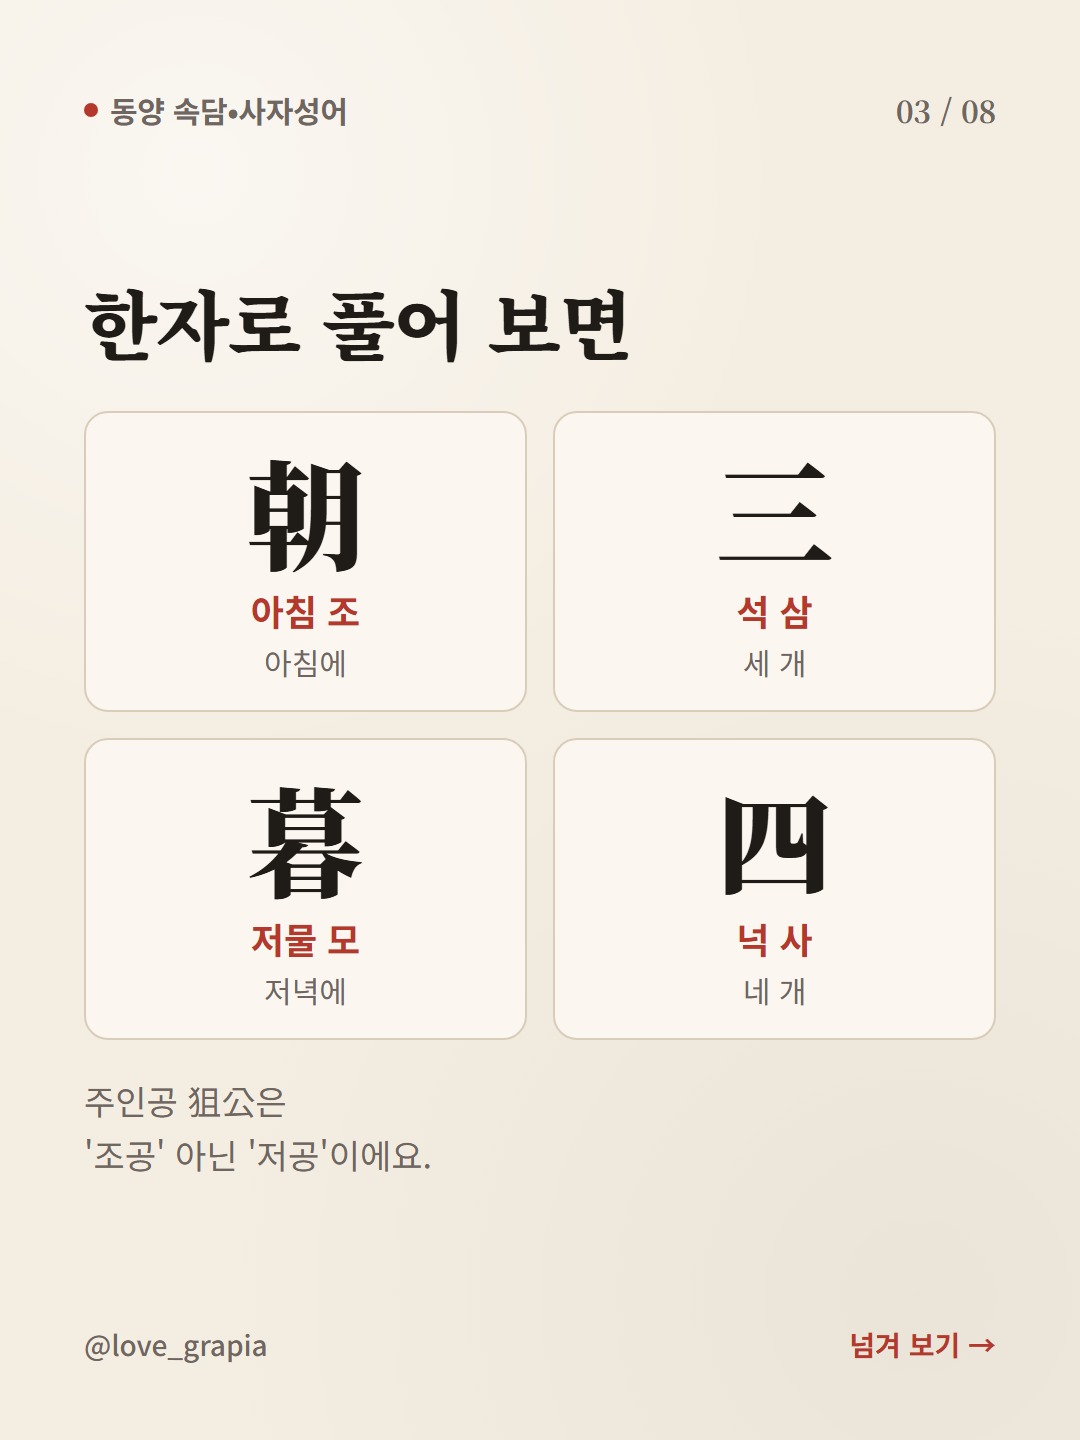 동양 속담•사자성어
03 / 08
한자로 풀어 보면
朝
아침 조
아침에
三
석 삼
세 개
暮
저물 모
저녁에
四
넉 사
네 개
주인공 狙公은
'조공' 아닌 '저공'이에요.
@love_grapia
넘겨 보기 →